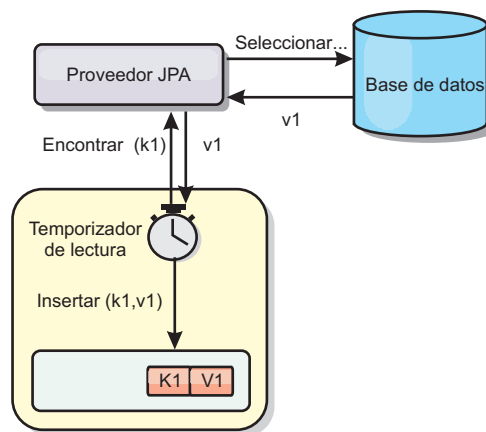 Seleccionar...
Proveedor JPA
Base de datos
v1
Encontrar (k1)
v1
Temporizador
de lectura
Insertar (k1,v1)
K1
V1